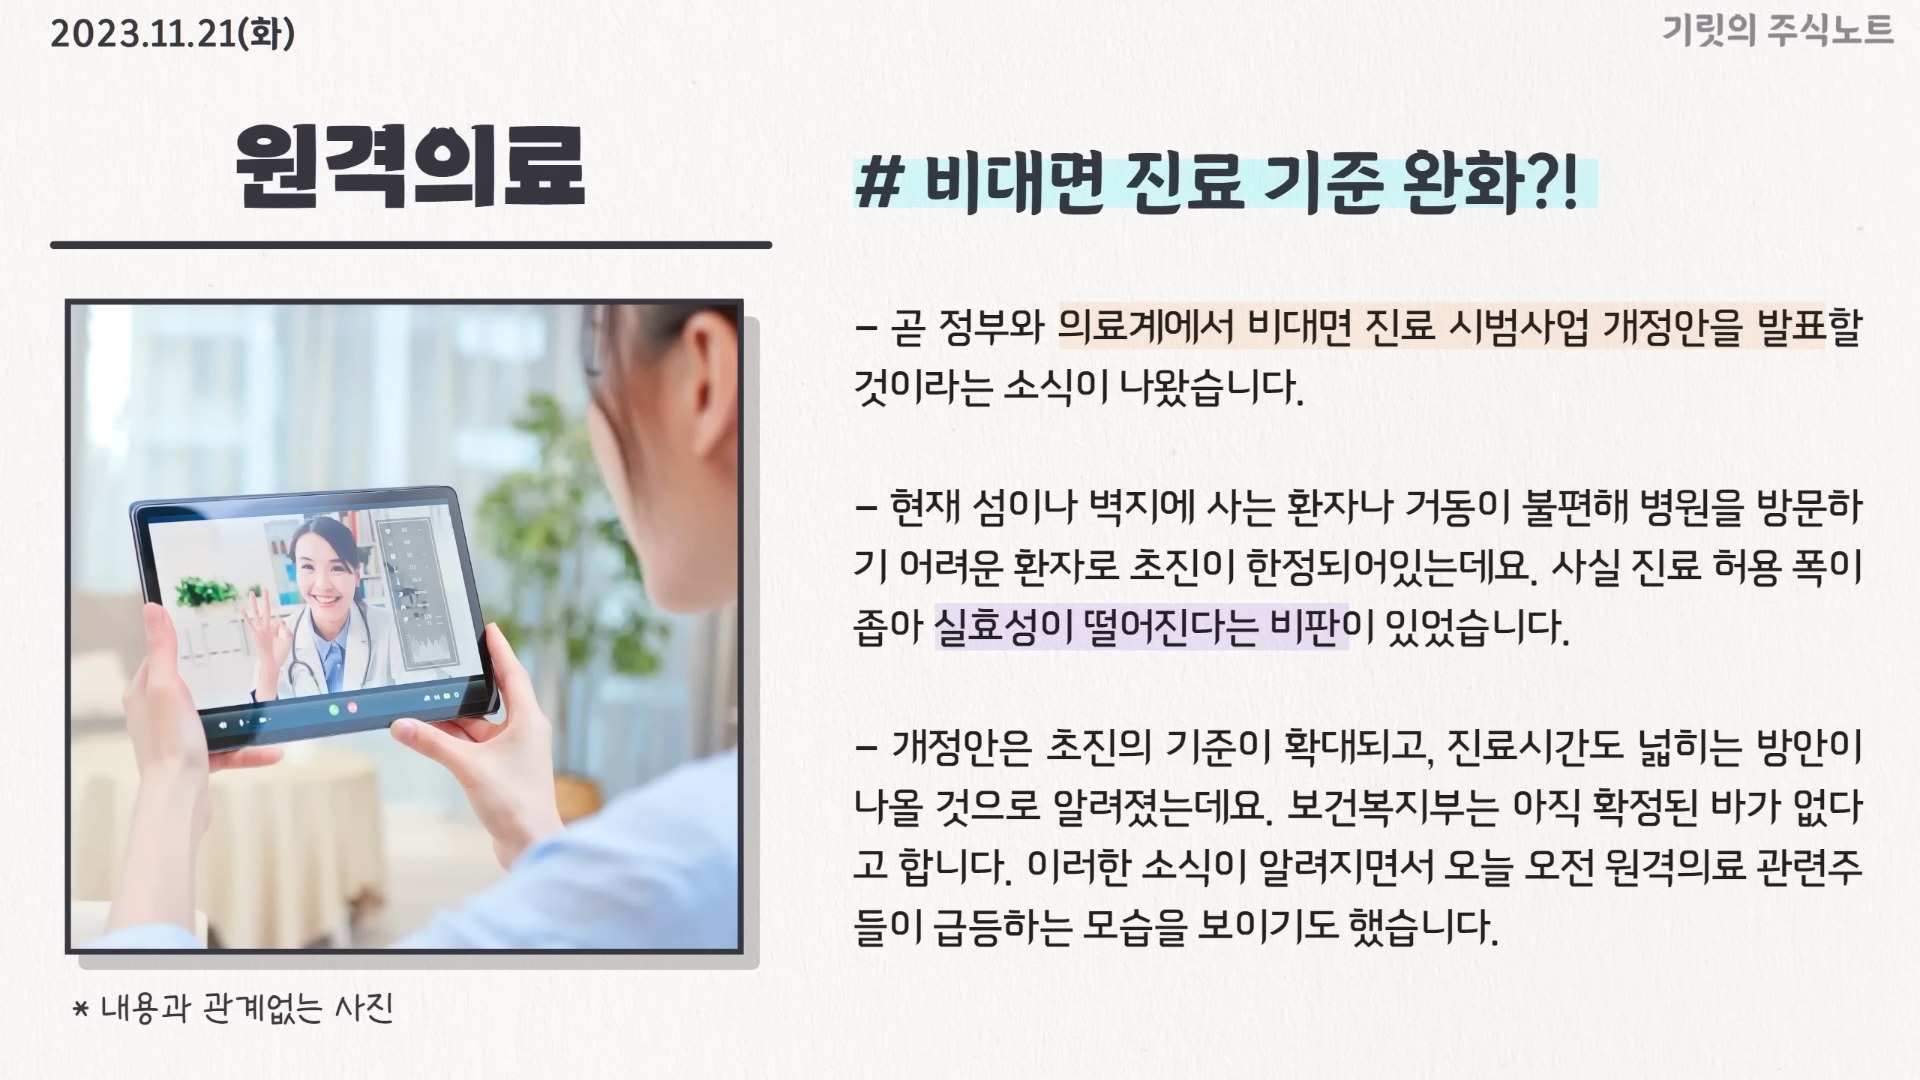 2023.11.21(화)
기릿의 주식노트
원격의료
# 비대면 진료 기준 완화?!
– 곧 정부와 의료계에서 비대면 진료 시범사업 개정안을 발표할
것이라는 소식이 나왔습니다.
– 현재 섬이나 벽지에 사는 환자나 거동이 불편해 병원을 방문하
기 어려운 환자로 초진이 한정되어있는데요. 사실 진료 허용 폭이
좁아 실효성이 떨어진다는 비판이 있었습니다.
– 개정안은 초진의 기준이 확대되고, 진료시간도 넓히는 방안이
나올 것으로 알려졌는데요. 보건복지부는 아직 확정된 바가 없다
고 합니다. 이러한 소식이 알려지면서 오늘 오전 원격의료 관련주
들이 급등하는 모습을 보이기도 했습니다.
* 내용과 관계없는 사진